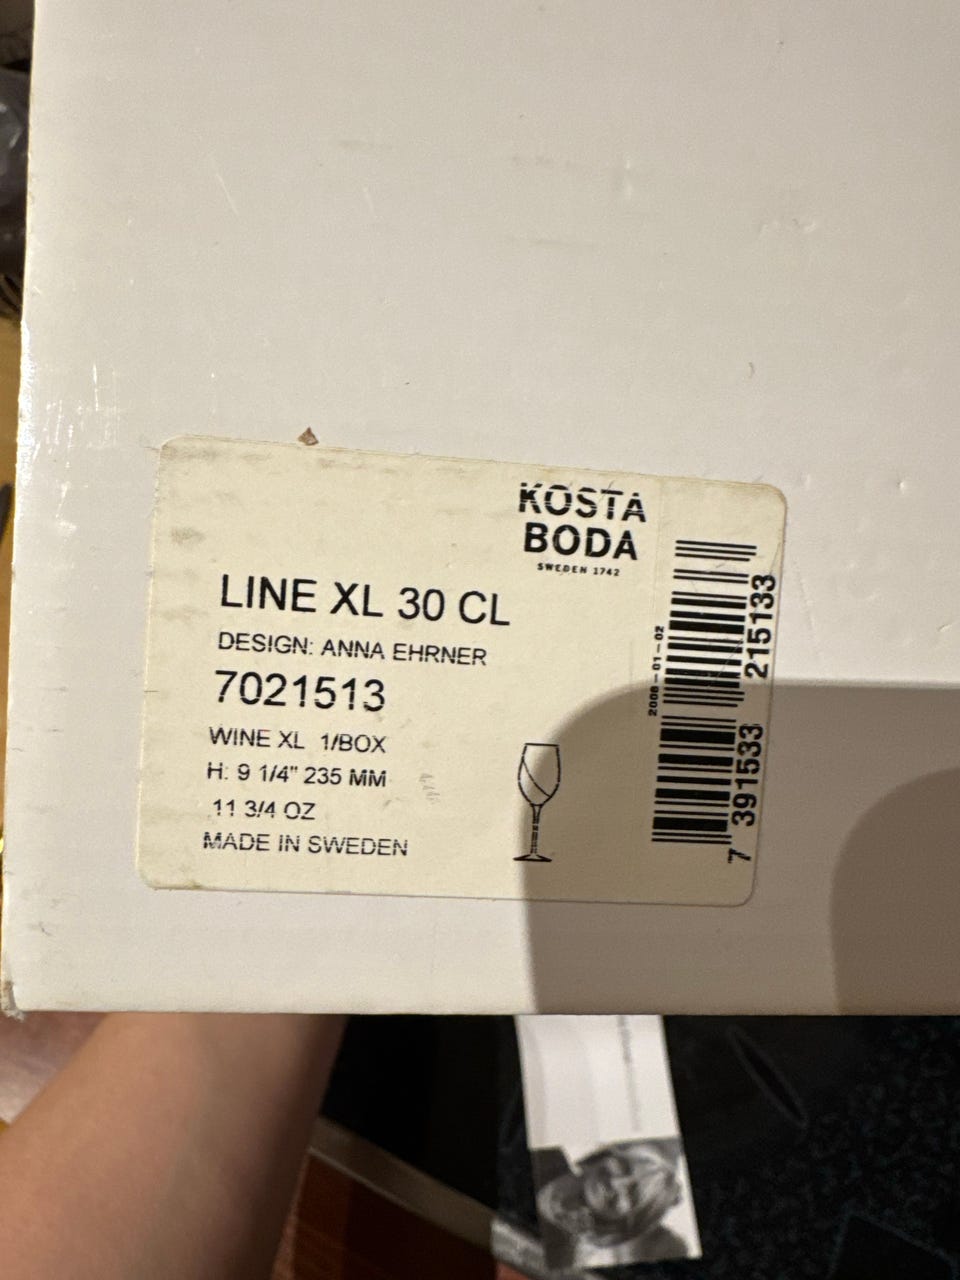 KOSTA
BODA
SWEDEN 1742
LINE XL 30 CL
DESIGN: ANNA EHRNER
7021513
WINE XL 1/BOX
H: 9 1/4" 235 MM
11 3/4 OZ
MADE IN SWEDEN
2008-01-02
7 391533 215133